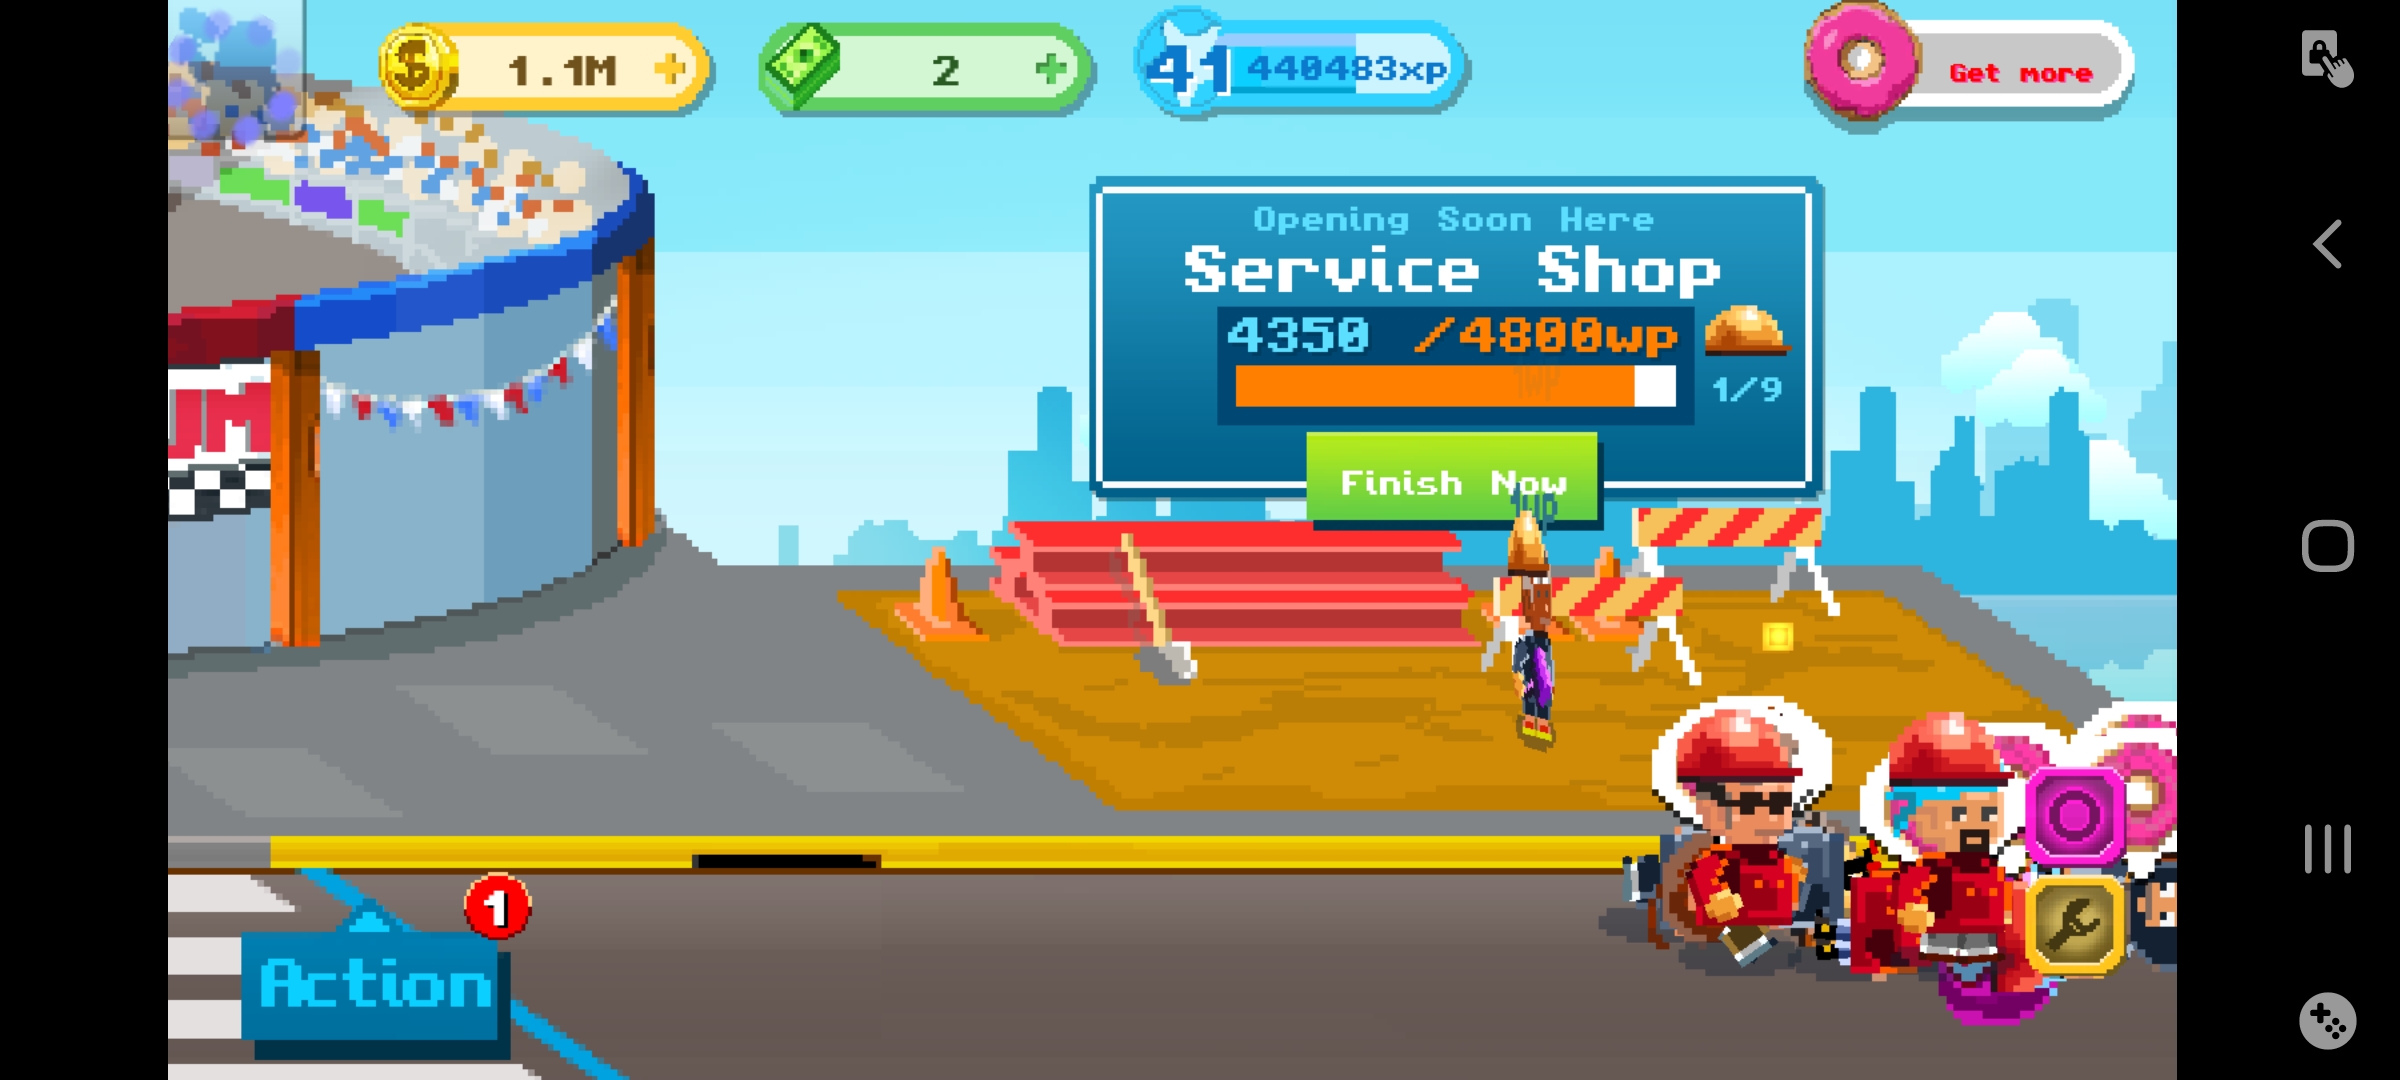 1.1M
2
41
440483xp
Get more
Opening Soon Here
Service Shop
4350 /4800wp
1/9
Finish Now
UM
1
Action